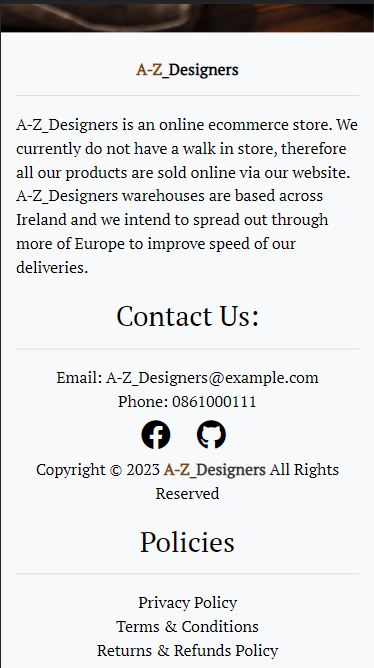 A-Z_Designers
A-Z_Designers is an online ecommerce store. We
currently do not have a walk in store, therefore
all our products are sold online via our website.
A-Z_Designers warehouses are based across
Ireland and we intend to spread out through
more of Europe to improve speed of our
deliveries.
Contact Us:
Email: A-Z_Designers@example.com
Phone: 0861000111
Copyright © 2023 A-Z_Designers All Rights
Reserved
Policies
Privacy Policy
Terms & Conditions
Returns & Refunds Policy